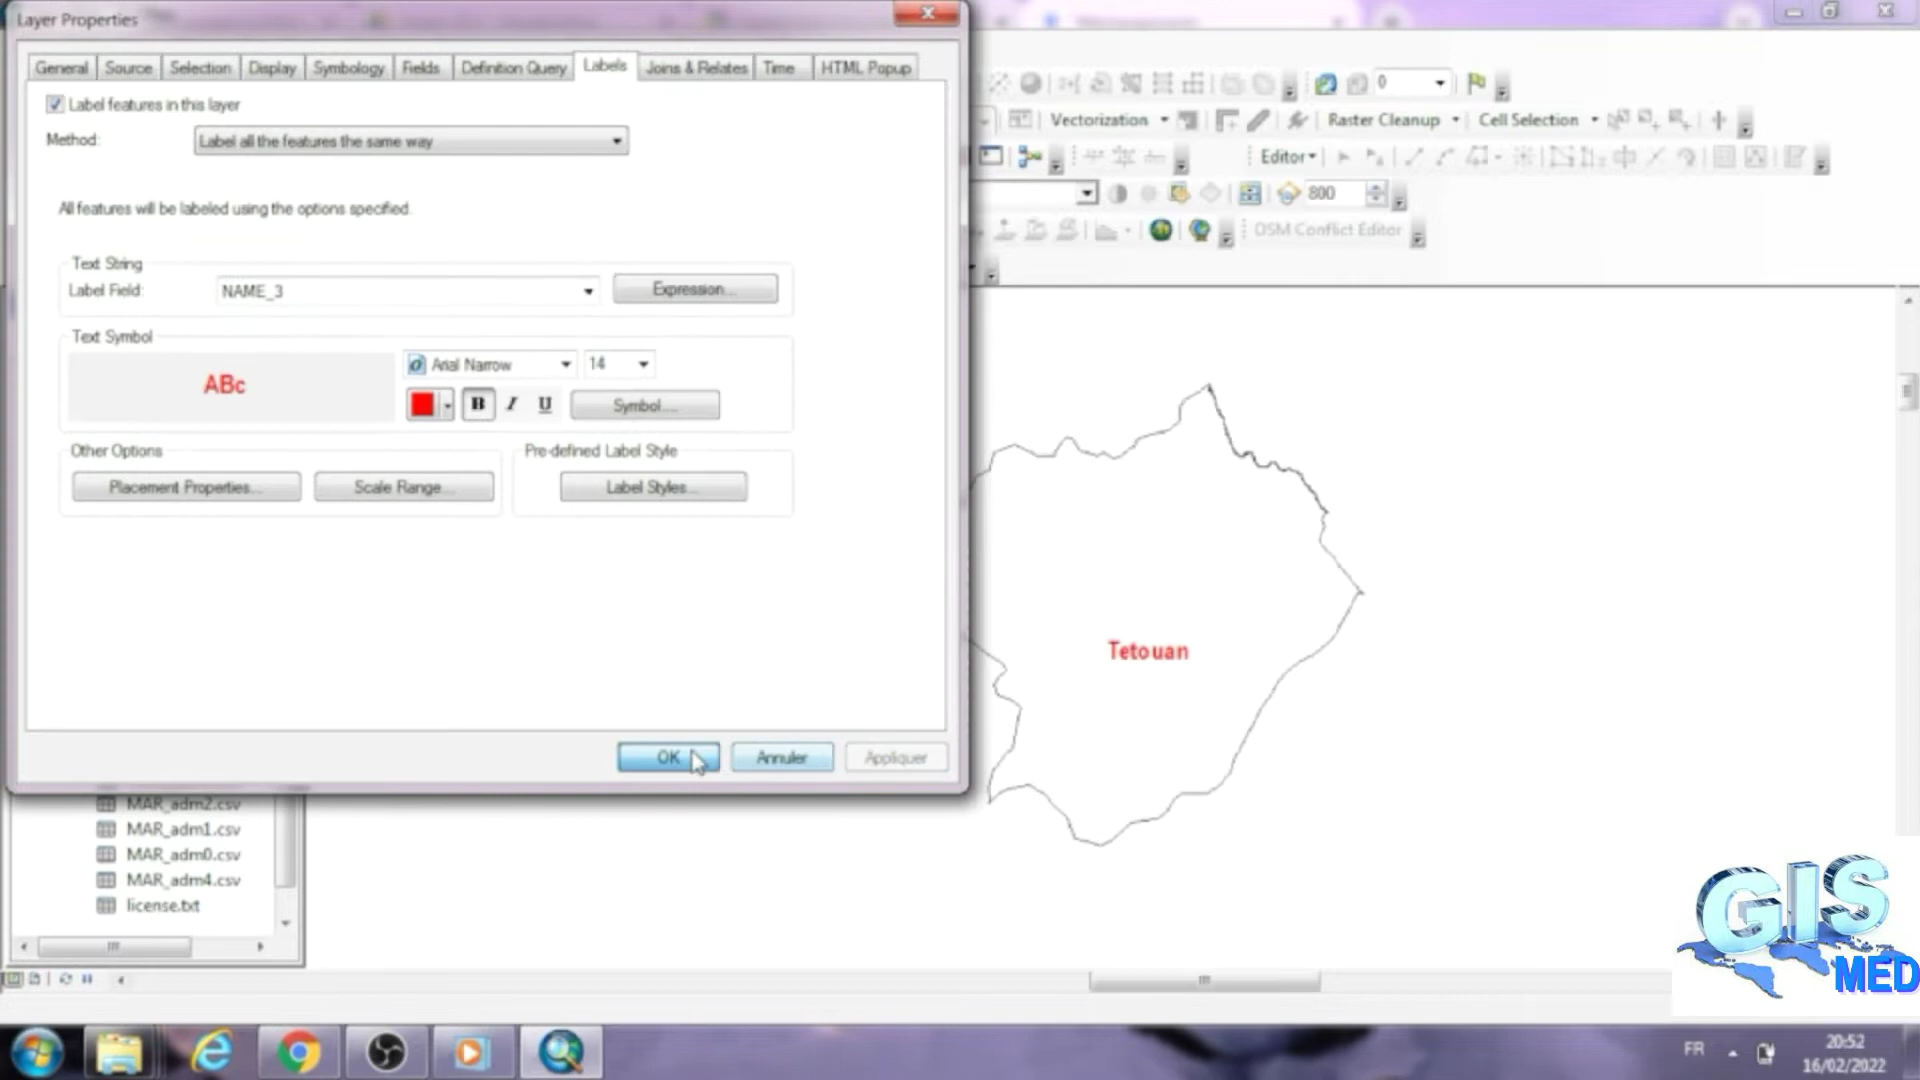 Layer Properties
General Source Selection Display Symbology Fields Definition Query Labels Joins & Relates Time HTML Popup
Label features in this layer
Method: Label all the features the same way
All features will be labeled using the options specified.
Text String
Label Field: NAME_3 Expression...
Text Symbol
ABc
Arial Narrow 14
B I U Symbol...
Other Options
Placement Properties... Scale Range...
Pre-defined Label Style
Label Styles...
OK Annuler Appliquer
0
Vectorization Raster Cleanup Cell Selection
Editor
800
DSM Conflict Editor
Tetouan
MAR_adm2.csv
MAR_adm1.csv
MAR_adm0.csv
MAR_adm4.csv
license.txt
GIS
MED
FR
20:52
16/02/2022